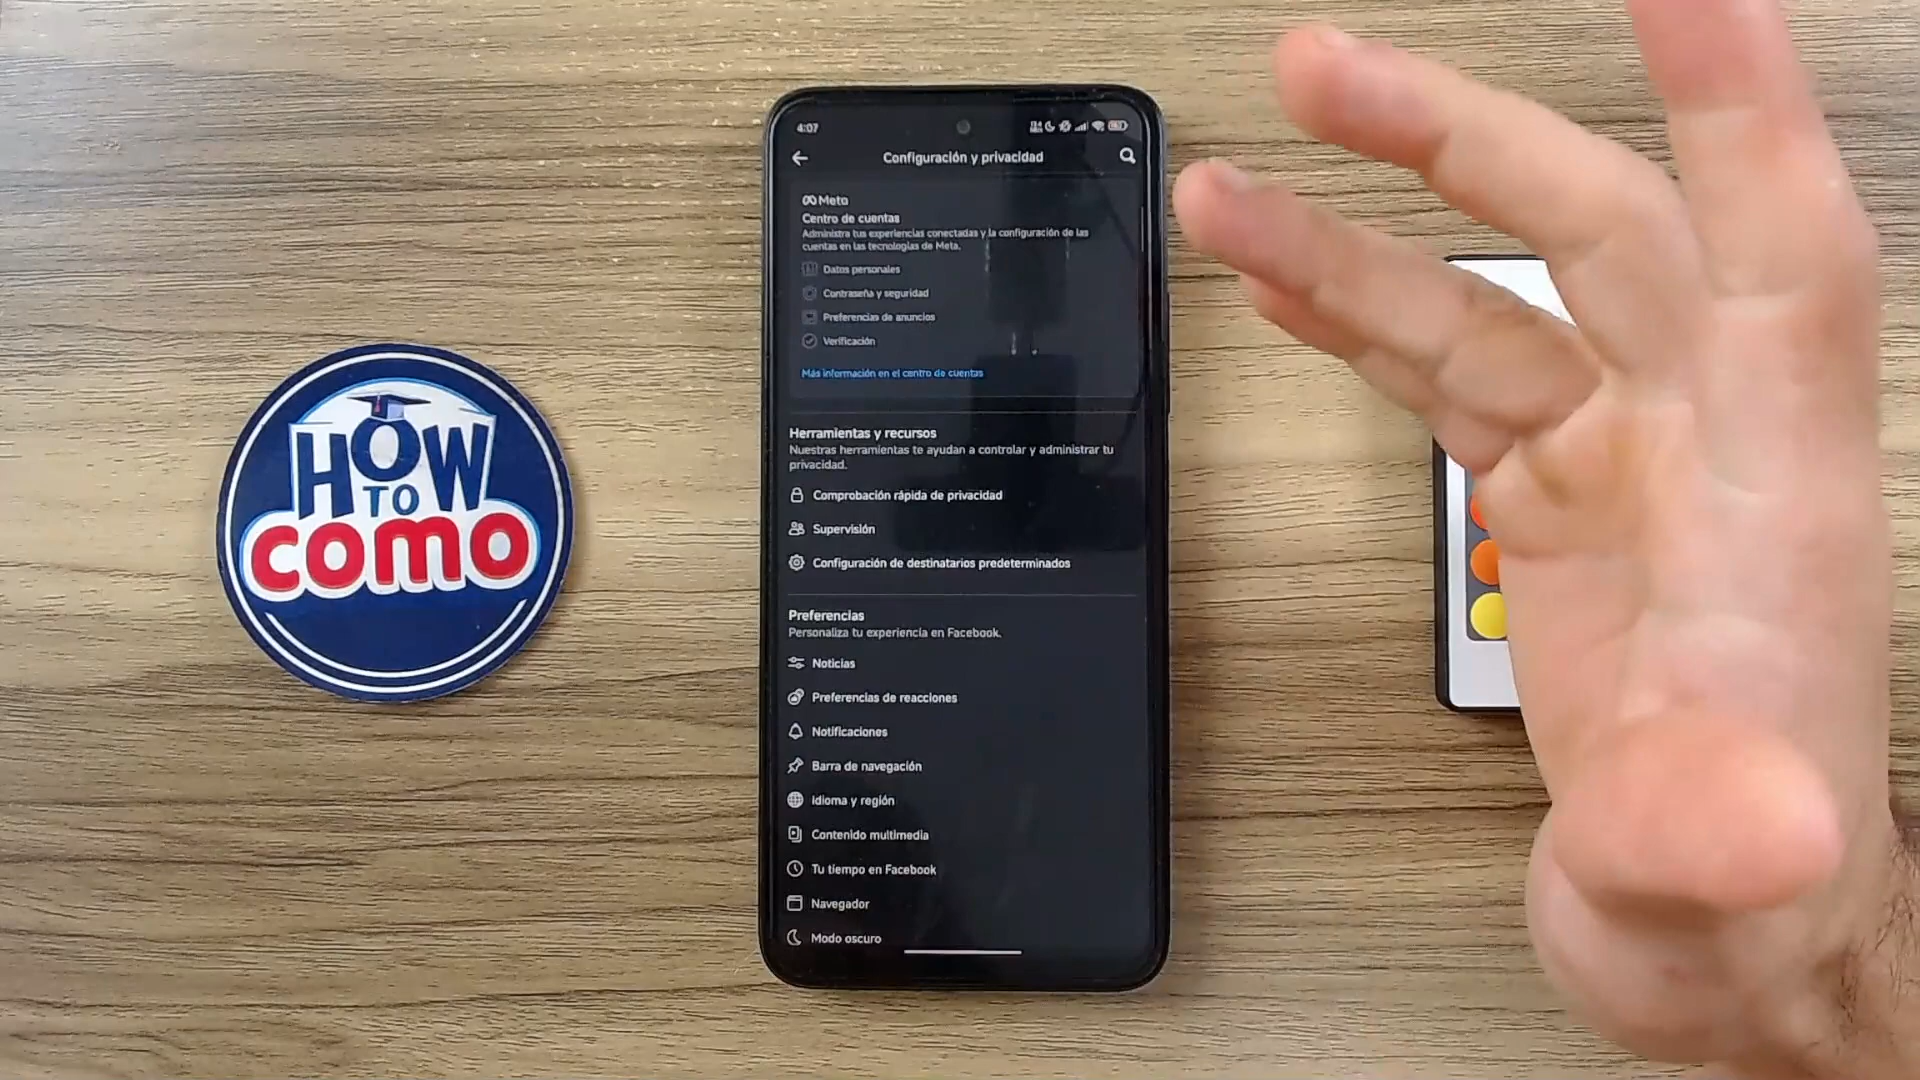 HOW
TO
COMO
4:07
Configuración y privacidad
Meta
Centro de cuentas
Administra tus experiencias conectadas y la configuración de las
cuentas en las tecnologías de Meta.
Datos personales
Contraseña y seguridad
Preferencias de anuncios
Verificación
Más información en el centro de cuentas
Herramientas y recursos
Nuestras herramientas te ayudan a controlar y administrar tu
privacidad.
Comprobación rápida de privacidad
Supervisión
Configuración de destinatarios predeterminados
Preferencias
Personaliza tu experiencia en Facebook.
Noticias
Preferencias de reacciones
Notificaciones
Barra de navegación
Idioma y región
Contenido multimedia
Tu tiempo en Facebook
Navegador
Modo oscuro